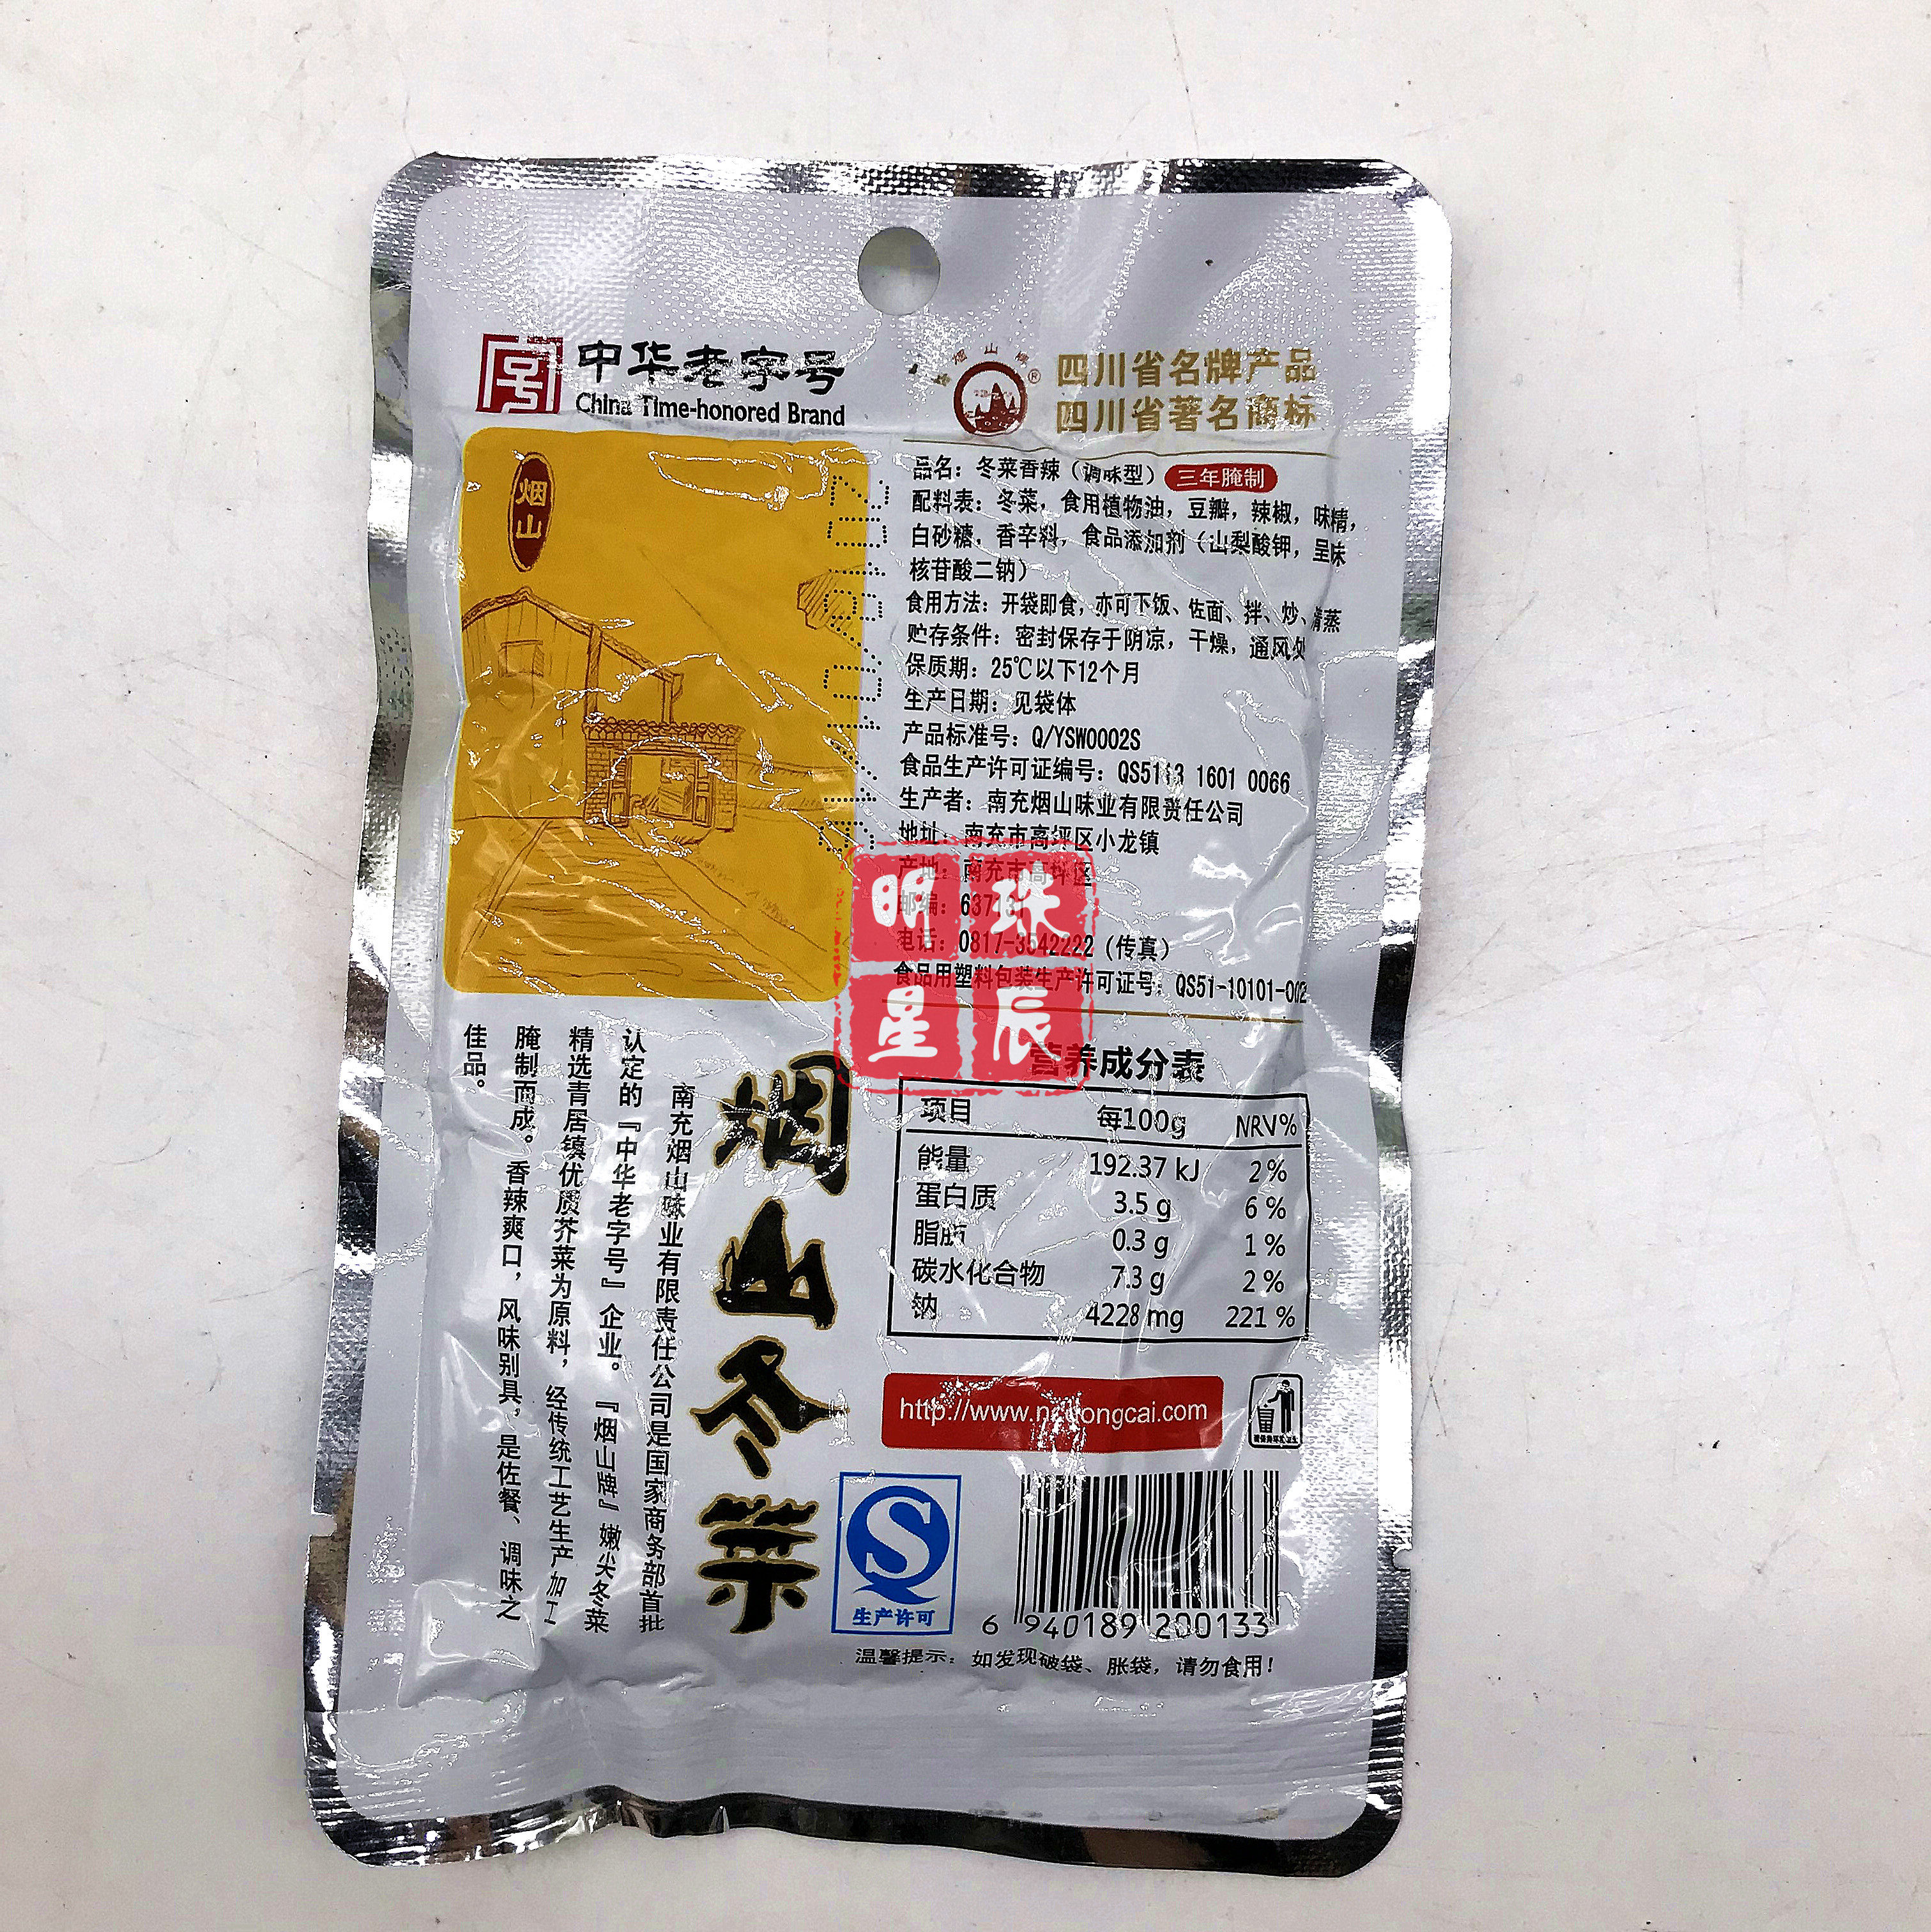 中华老字号
China Time-honored Brand
四川省名牌产品
四川省著名商标
烟山
品名：冬菜香辣（调味型） 三年腌制
配料表：冬菜，食用植物油，豆瓣，辣椒，味精，
白砂糖，香辛料，食品添加剂（山梨酸钾，呈味
核苷酸二钠）
食用方法：开袋即食，亦可下饭、佐面、拌、炒、清蒸
贮存条件：密封保存于阴凉，干燥，通风处
保质期：25℃以下12个月
生产日期：见袋体
产品标准号：Q/YSW0002S
食品生产许可证编号：QS5113 1601 0066
生产者：南充烟山味业有限责任公司
地址：南充市高坪区小龙镇
产地：南充市高坪区
邮编：
电话：0817-3542222（传真）
食品用塑料包装生产许可证号：QS51-10101-002
明珠
星辰
营养成分表
项目 每100g NRV%
能量 192.37 kJ 2%
蛋白质 3.5 g 6%
脂肪 0.3 g 1%
碳水化合物 7.3 g 2%
钠 4228 mg 221%
烟山冬菜
南充烟山味业有限责任公司是国家商务部首批
认定的『中华老字号』企业。『烟山牌』嫩尖冬菜
精选青居镇优质芥菜为原料，经传统工艺生产加工
腌制而成。香辣爽口，风味别具，是佐餐、调味之
佳品。
http://www.ncdongcai.com
生产许可
6 940189 200133
温馨提示：如发现破袋、胀袋，请勿食用！